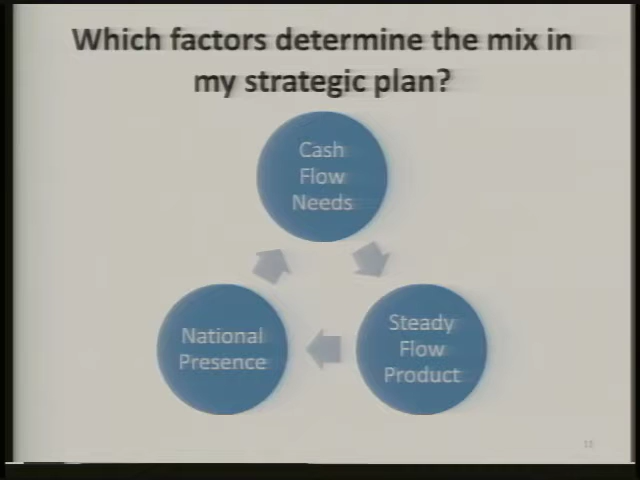 Which factors determine the mix in
my strategic plan?
Cash
Flow
Needs
National
Presence
Steady
Flow
Product